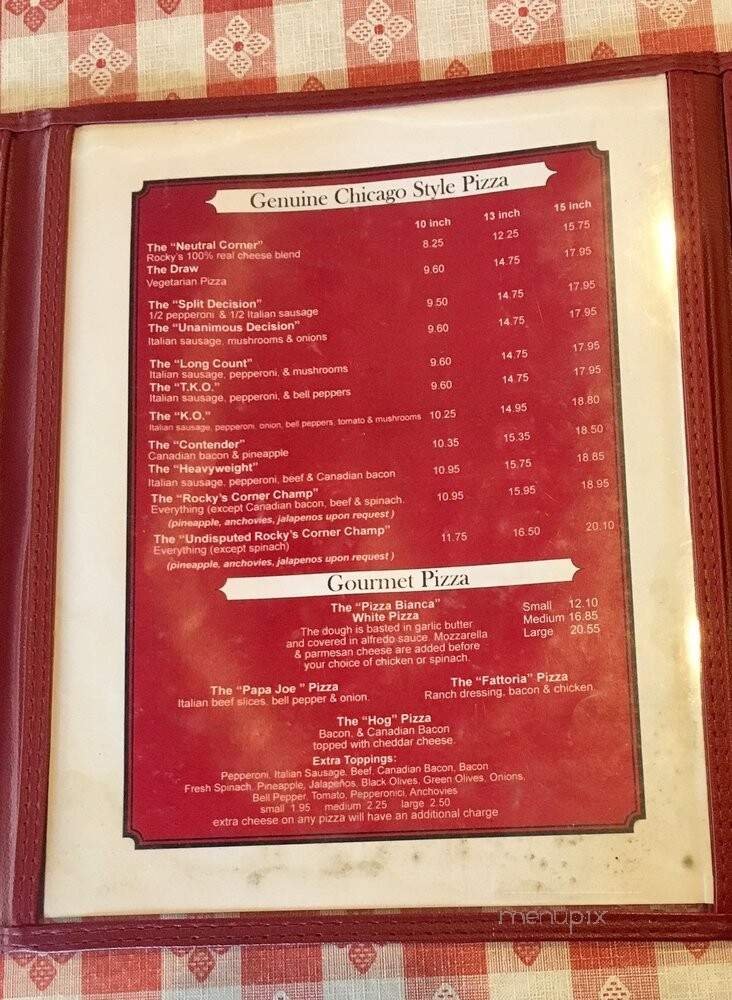 Genuine Chicago Style Pizza
10 inch 13 inch 15 inch
The "Neutral Corner" 8.25 12.25 15.75
Rocky's 100% real cheese blend
The Draw 9.60 14.75 17.95
Vegetarian Pizza
The "Split Decision" 9.50 14.75 17.95
1/2 pepperoni & 1/2 Italian sausage
The "Unanimous Decision" 9.60 14.75 17.95
Italian sausage, mushrooms & onions
The "Long Count" 9.60 14.75 17.95
Italian sausage, pepperoni, & mushrooms
The "T.K.O." 9.60 14.75 17.95
Italian sausage, pepperoni, & bell peppers
The "K.O." 10.25 14.95 18.80
Italian sausage, pepperoni, onion, bell peppers, tomato & mushrooms
The "Contender" 10.35 15.35 18.50
Canadian bacon & pineapple
The "Heavyweight" 10.95 15.75 18.85
Italian sausage, pepperoni, beef & Canadian bacon
The "Rocky's Corner Champ" 10.95 15.95 18.95
Everything (except Canadian bacon, beef & spinach.
(pineapple, anchovies, jalapenos upon request)
The "Undisputed Rocky's Corner Champ" 11.75 16.50 20.10
Everything (except spinach)
(pineapple, anchovies, jalapenos upon request)
Gourmet Pizza
The "Pizza Bianca" Small 12.10
White Pizza Medium 16.85
The dough is basted in garlic butter Large 20.55
and covered in alfredo sauce. Mozzarella
& parmesan cheese are added before
your choice of chicken or spinach.
The "Papa Joe" Pizza
Italian beef slices, bell pepper & onion.
The "Fattoria" Pizza
Ranch dressing, bacon & chicken
The "Hog" Pizza
Bacon, & Canadian Bacon
topped with cheddar cheese.
Extra Toppings:
Pepperoni, Italian Sausage, Beef, Canadian Bacon, Bacon
Fresh Spinach, Pineapple, Jalapeños, Black Olives, Green Olives, Onions,
Bell Pepper, Tomato, Pepperonici, Anchovies
small 1.95 medium 2.25 large 2.50
extra cheese on any pizza will have an additional charge
menupix